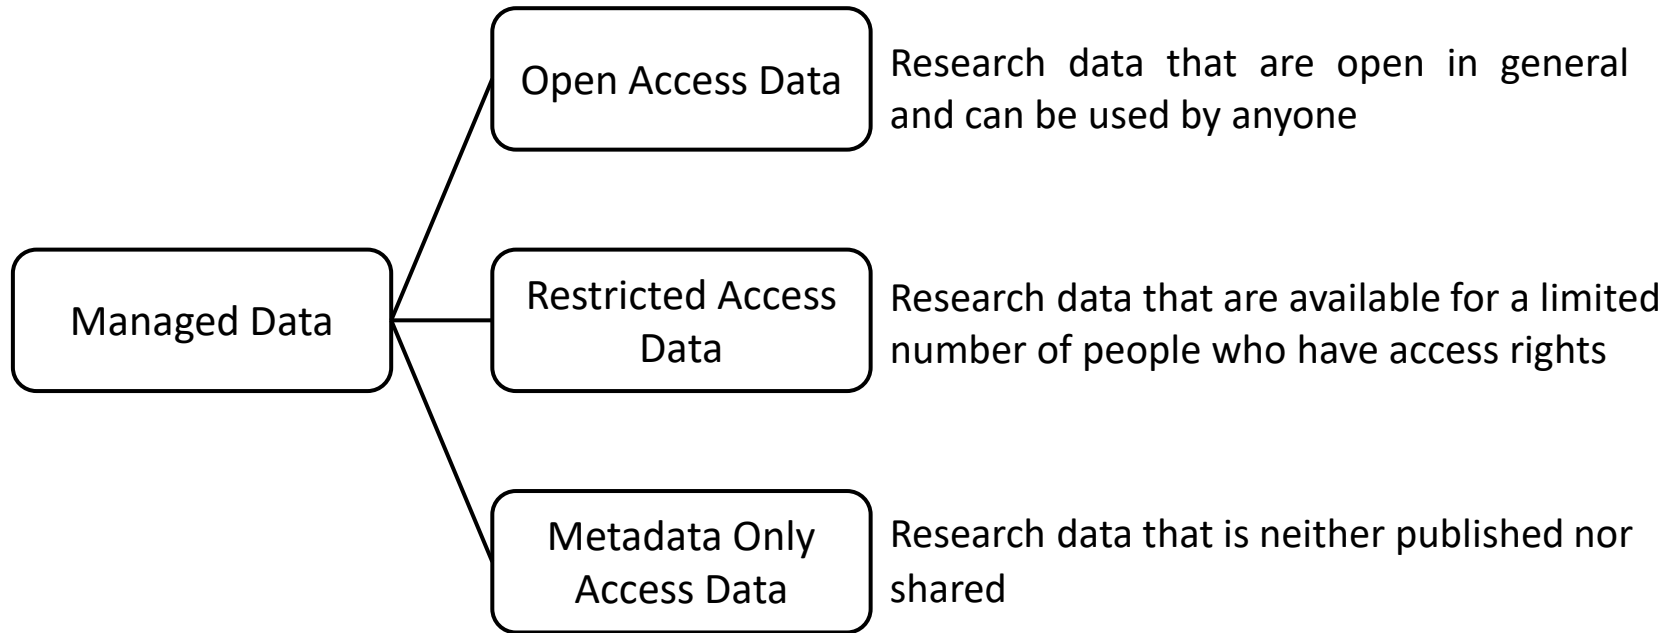 Open Access Data
Research data that are open in general
and can be used by anyone
Managed Data
Restricted Access
Data
Research data that are available for a limited
number of people who have access rights
Metadata Only
Access Data
Research data that is neither published nor
shared